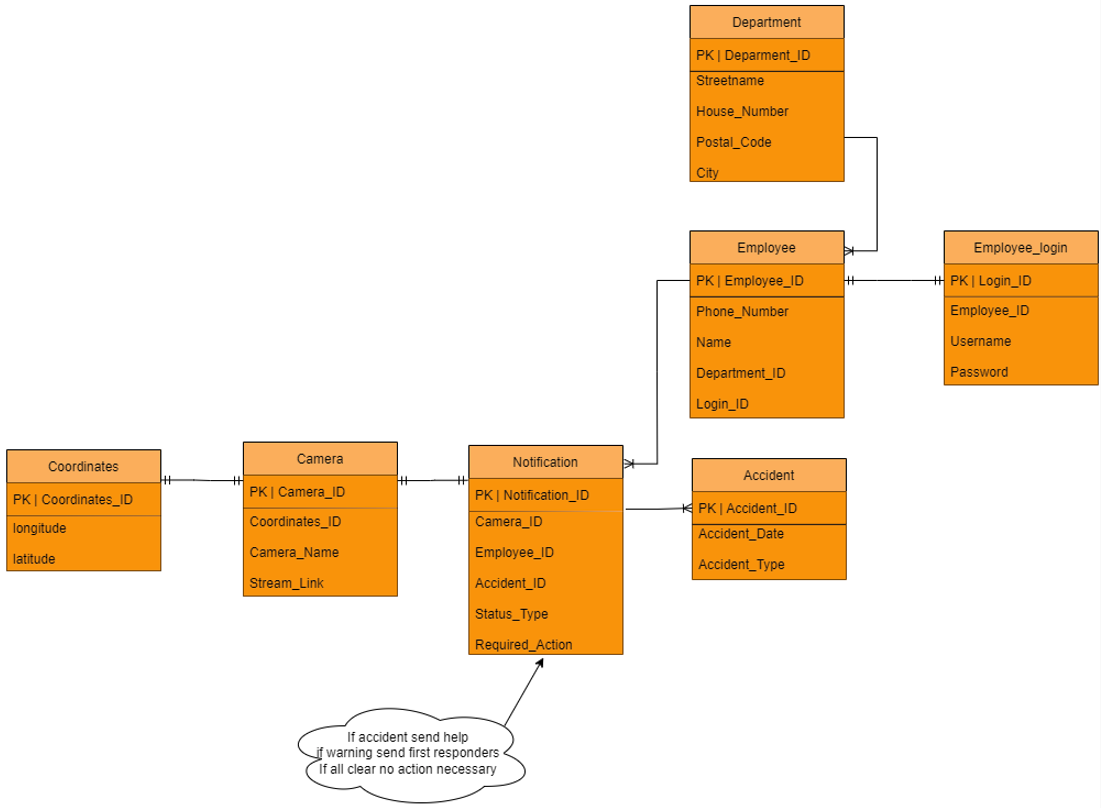 Department
PK | Deparment_ID
Streetname
House_Number
Postal_Code
City
Employee
PK | Employee_ID
Phone_Number
Name
Department_ID
Login_ID
Employee_login
PK | Login_ID
Employee_ID
Username
Password
Coordinates
PK | Coordinates_ID
longitude
latitude
Camera
PK | Camera_ID
Coordinates_ID
Camera_Name
Stream_Link
Notification
PK | Notification_ID
Camera_ID
Employee_ID
Accident_ID
Status_Type
Required_Action
Accident
PK | Accident_ID
Accident_Date
Accident_Type
If accident send help
if warning send first responders
If all clear no action necessary